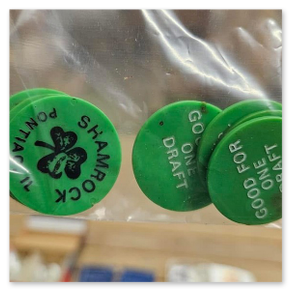 SHAMROCK
PONTIAC
GOOD FOR
ONE
DRAFT
GOOD FOR
ONE
DRAFT